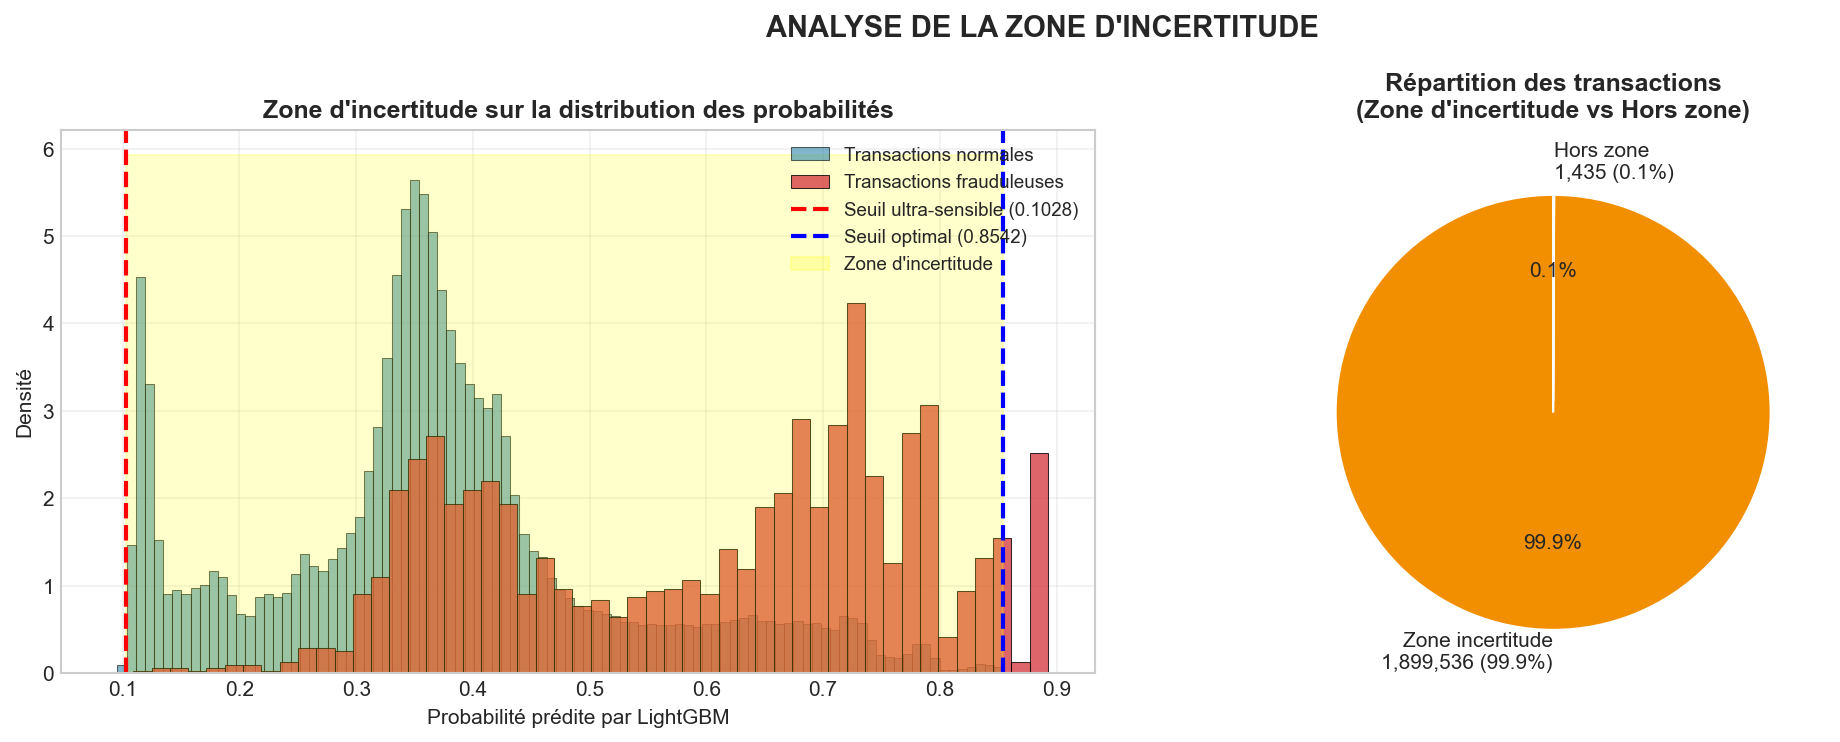 ANALYSE DE LA ZONE D'INCERTITUDE
Zone d'incertitude sur la distribution des probabilités
Transactions normales
Transactions frauduleuses
Seuil ultra-sensible (0.1028)
Seuil optimal (0.8542)
Zone d'incertitude
Densité
6
5
4
3
2
1
0
0.1
0.2
0.3
0.4
0.5
0.6
0.7
0.8
0.9
Probabilité prédite par LightGBM
Répartition des transactions
(Zone d'incertitude vs Hors zone)
Hors zone
1,435 (0.1%)
0.1%
99.9%
Zone incertitude
1,899,536 (99.9%)